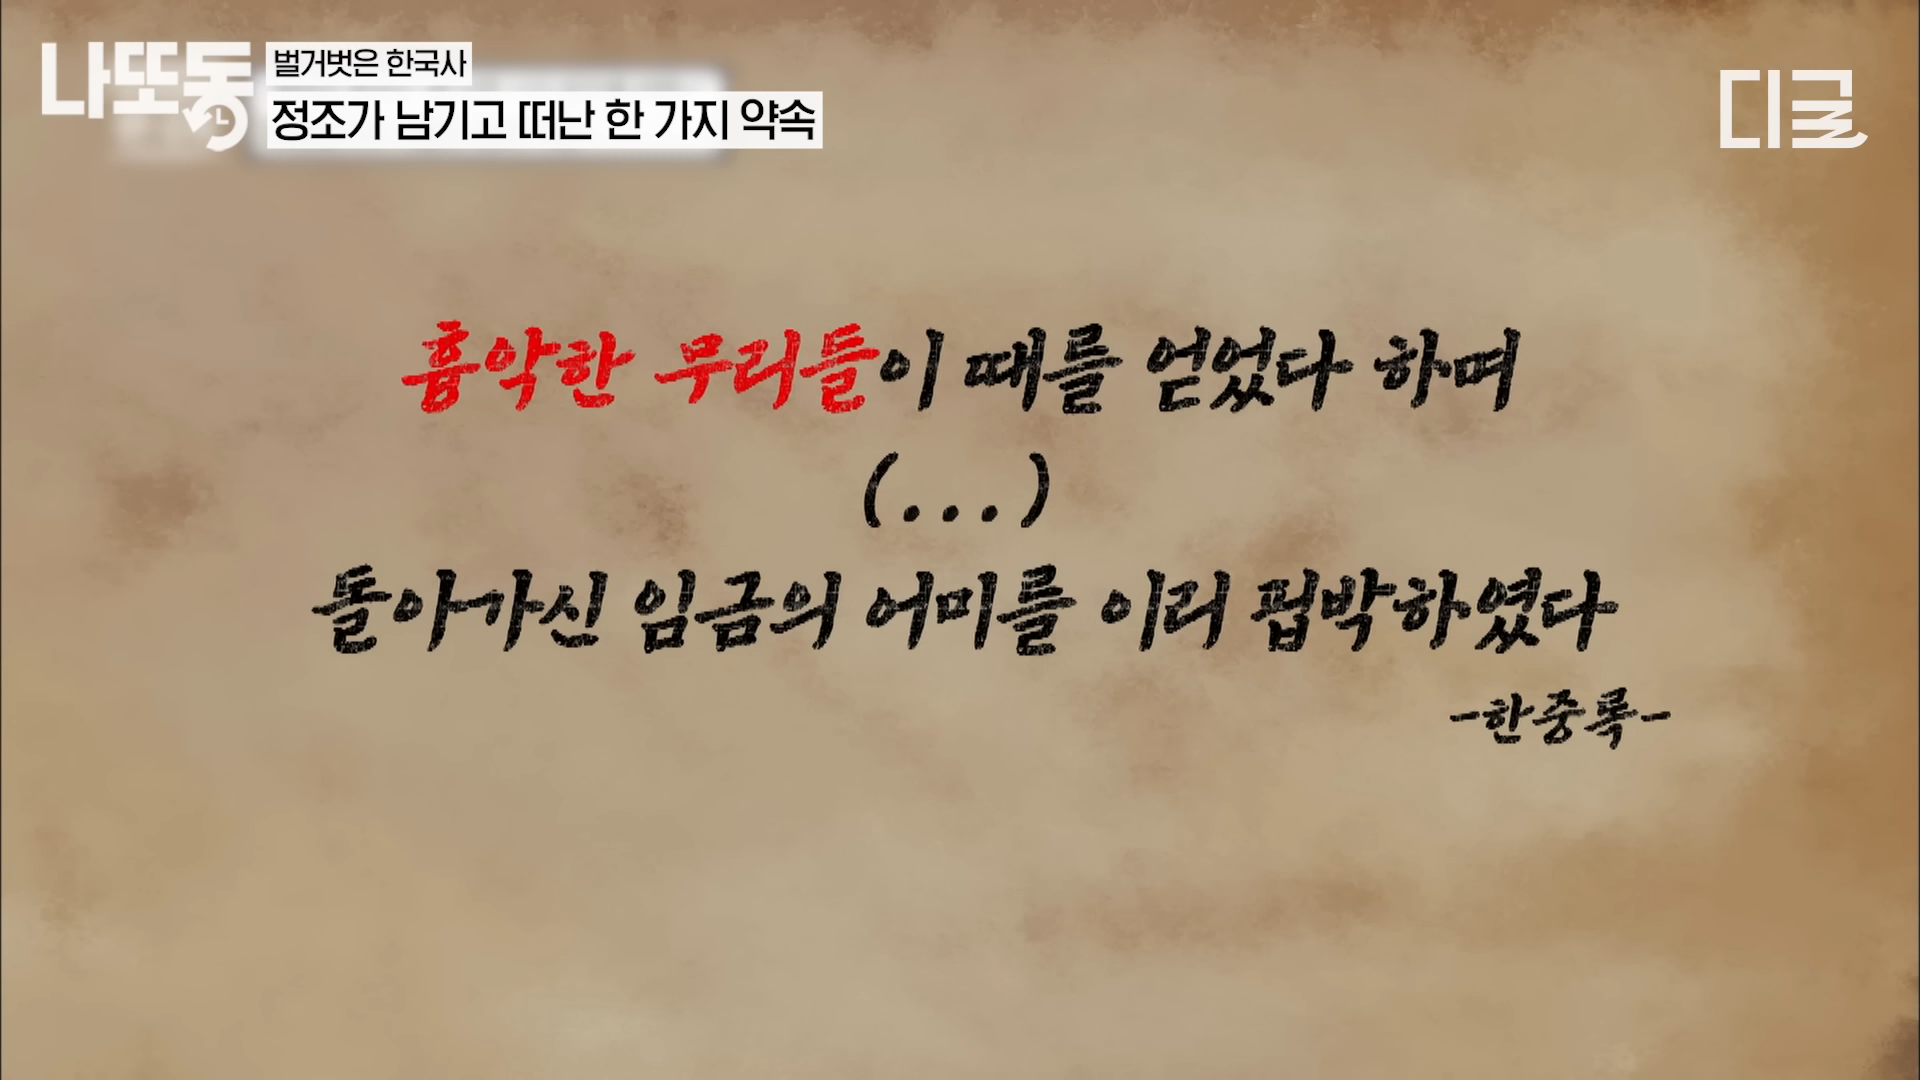 나또동
벌거벗은 한국사
정조가 남기고 떠난 한 가지 약속
디글
흉악한 무리들이 때를 얻었다 하며
(...)
돌아가신 임금의 어미를 이리 핍박하였다
-한중록-